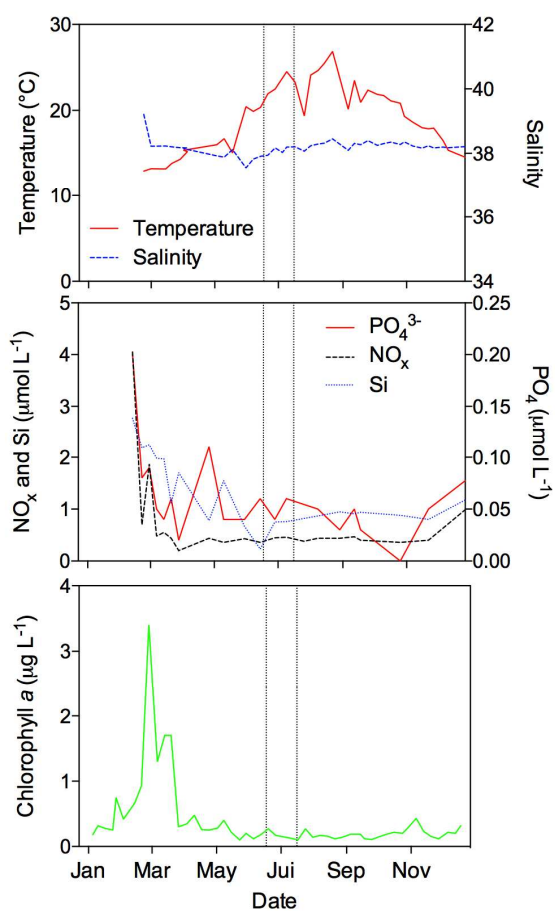 30
20
10
0
Temperature (°C)
42
40
38
36
34
Salinity
Temperature
Salinity
5
4
3
2
1
0
NOx and Si (μmol L-1)
0.25
0.20
0.15
0.10
0.05
0.00
PO4 (μmol L-1)
PO4 3-
NOx
Si
4
3
2
1
0
Chlorophyll a (μg L-1)
Jan Mar May Jui Sep Nov
Date